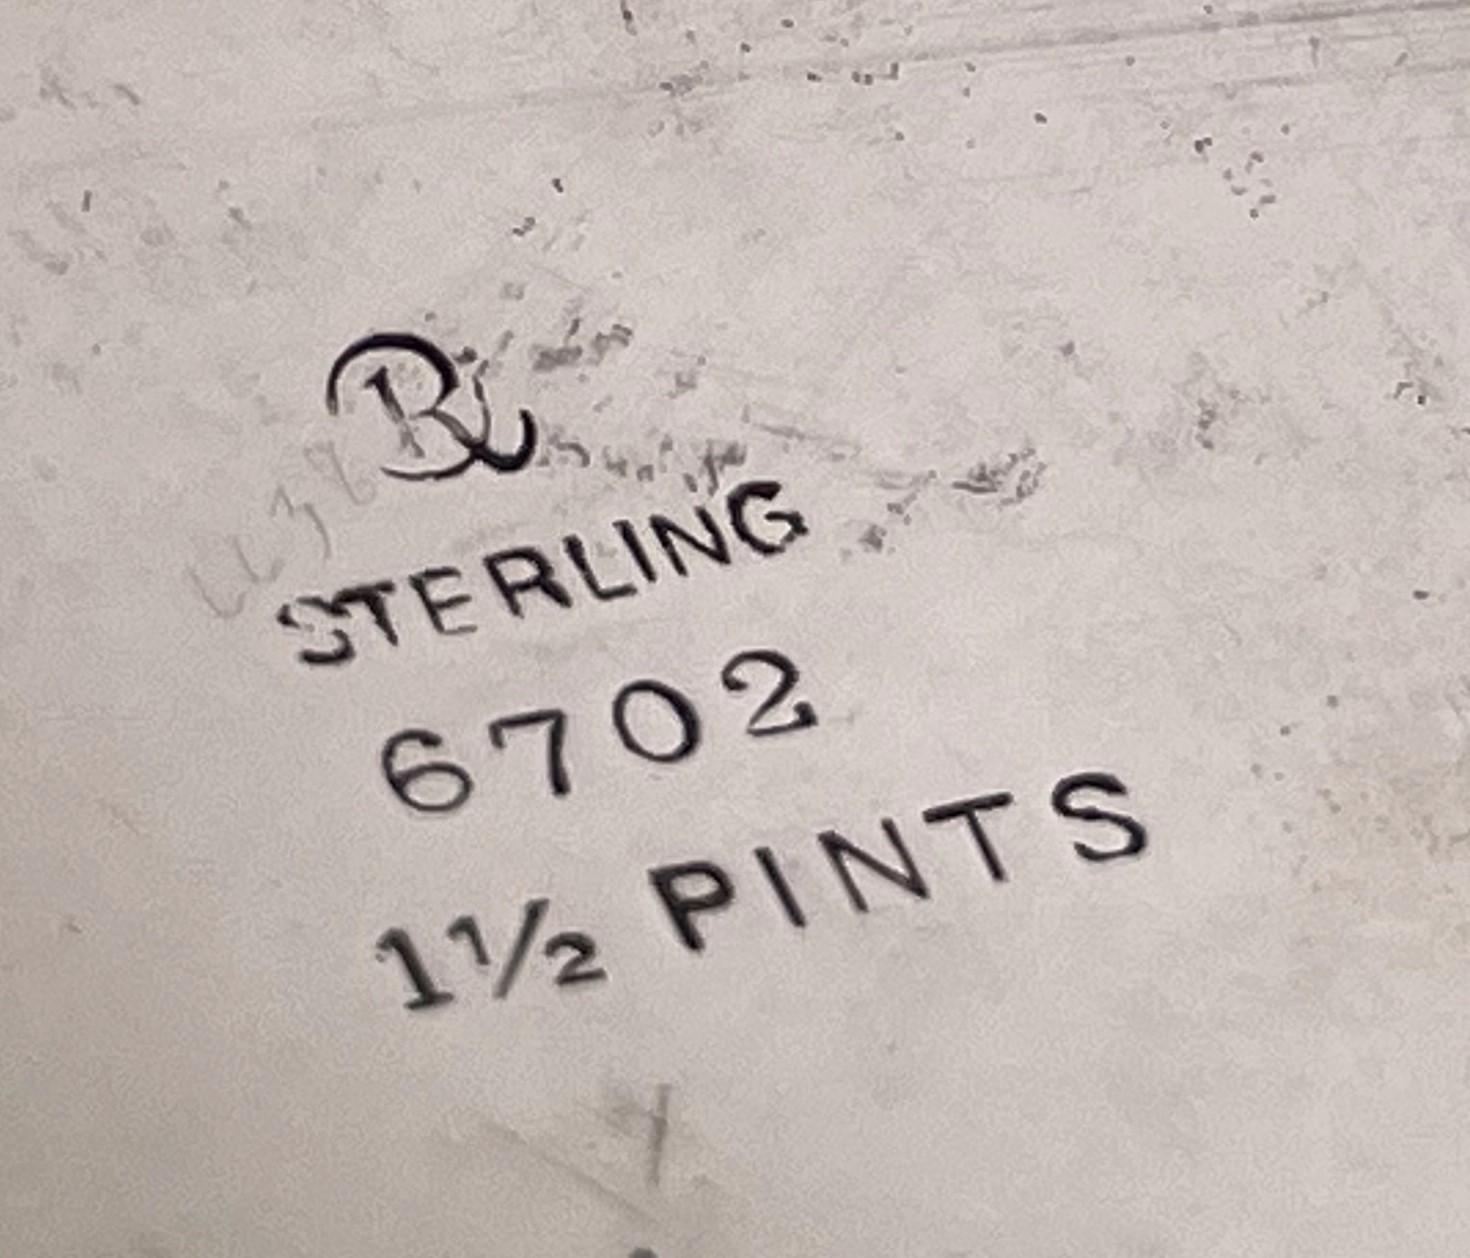 R
STERLING
6702
1½ PINTS